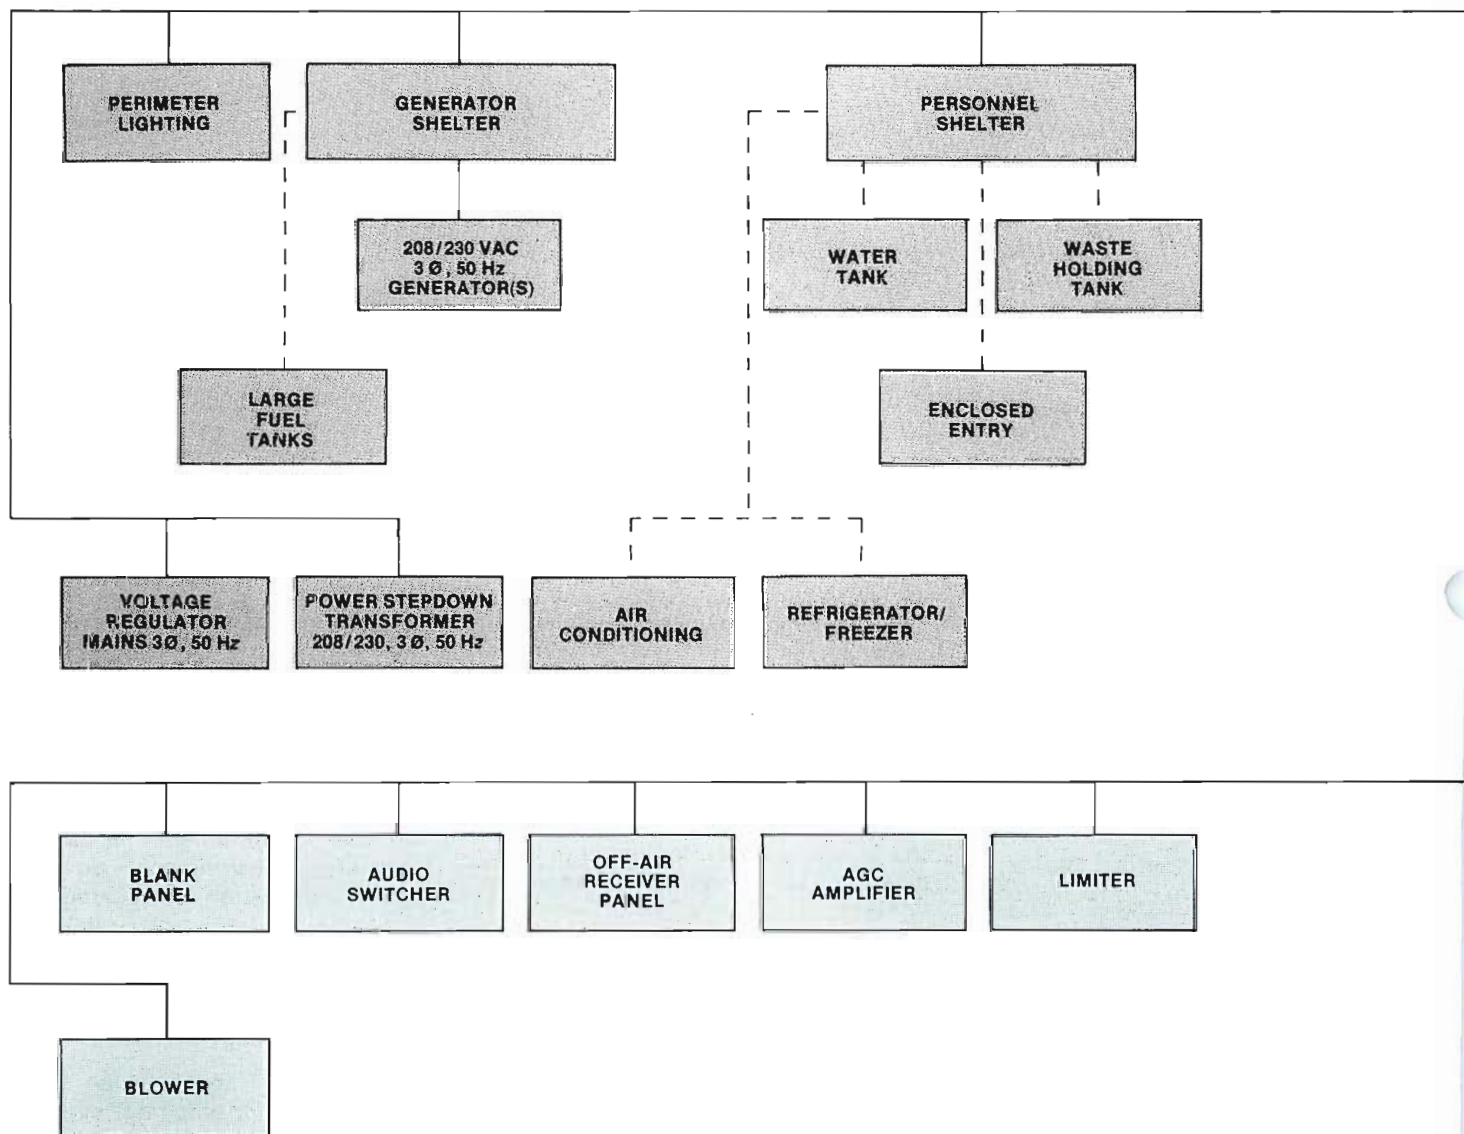 PERIMETER
LIGHTING
GENERATOR
SHELTER
PERSONNEL
SHELTER
208/230 VAC
3 Ø, 50 Hz
GENERATOR(S)
WATER
TANK
WASTE
HOLDING
TANK
LARGE
FUEL
TANKS
ENCLOSED
ENTRY
VOLTAGE
REGULATOR
MAINS 3Ø, 50 Hz
POWER STEPDOWN
TRANSFORMER
208/230, 3 Ø, 50 Hz
AIR
CONDITIONING
REFRIGERATOR/
FREEZER
BLANK
PANEL
AUDIO
SWITCHER
OFF-AIR
RECEIVER
PANEL
AGC
AMPLIFIER
LIMITER
BLOWER